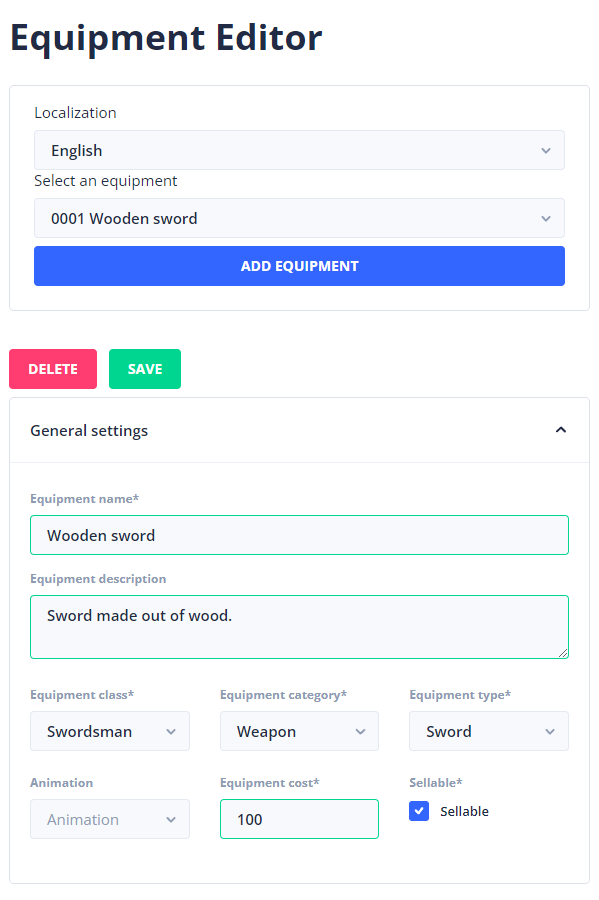 Equipment Editor
Localization
English
Select an equipment
0001 Wooden sword
ADD EQUIPMENT
DELETE SAVE
General settings
Equipment name*
Wooden sword
Equipment description
Sword made out of wood.
Equipment class* Equipment category* Equipment type*
Swordsman Weapon Sword
Animation Equipment cost* Sellable*
Animation 100 Sellable